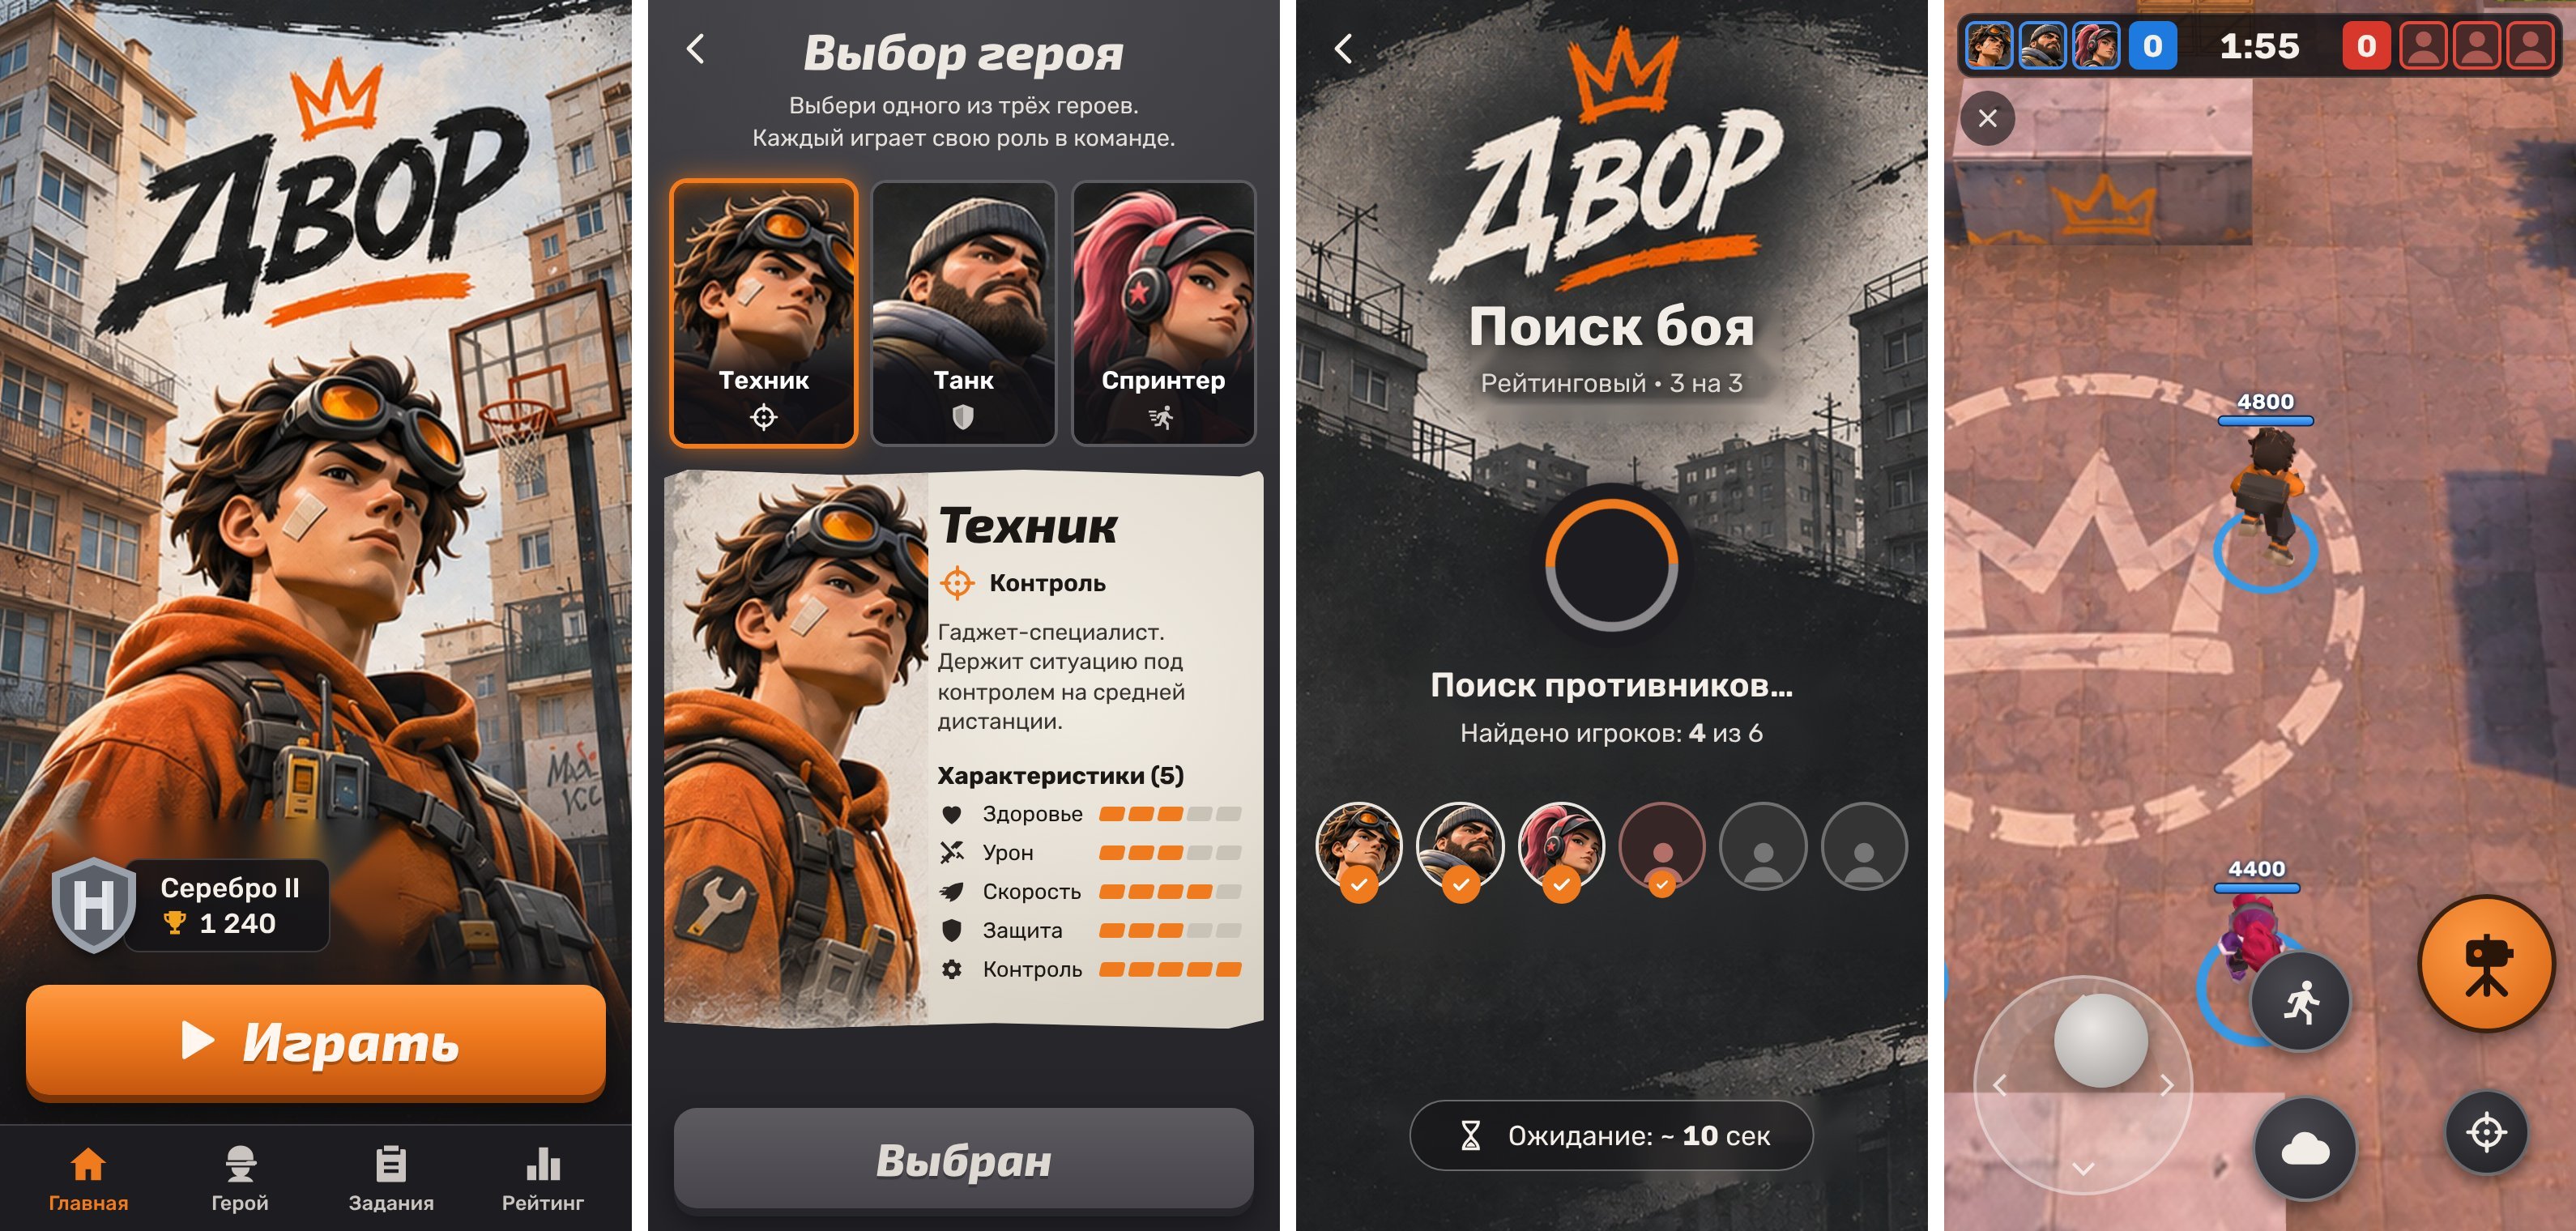 ДВОР
Серебро II
1 240
Играть
Главная
Герой
Задания
Рейтинг
Выбор героя
Выбери одного из трёх героев.
Каждый играет свою роль в команде.
Техник
Танк
Спринтер
Техник
Контроль
Гаджет-специалист.
Держит ситуацию под
контролем на средней
дистанции.
Характеристики (5)
Здоровье
Урон
Скорость
Защита
Контроль
Выбран
ДВОР
Поиск боя
Рейтинговый • 3 на 3
Поиск противников...
Найдено игроков: 4 из 6
Ожидание: ~ 10 сек
0
1:55
0
4800
4400